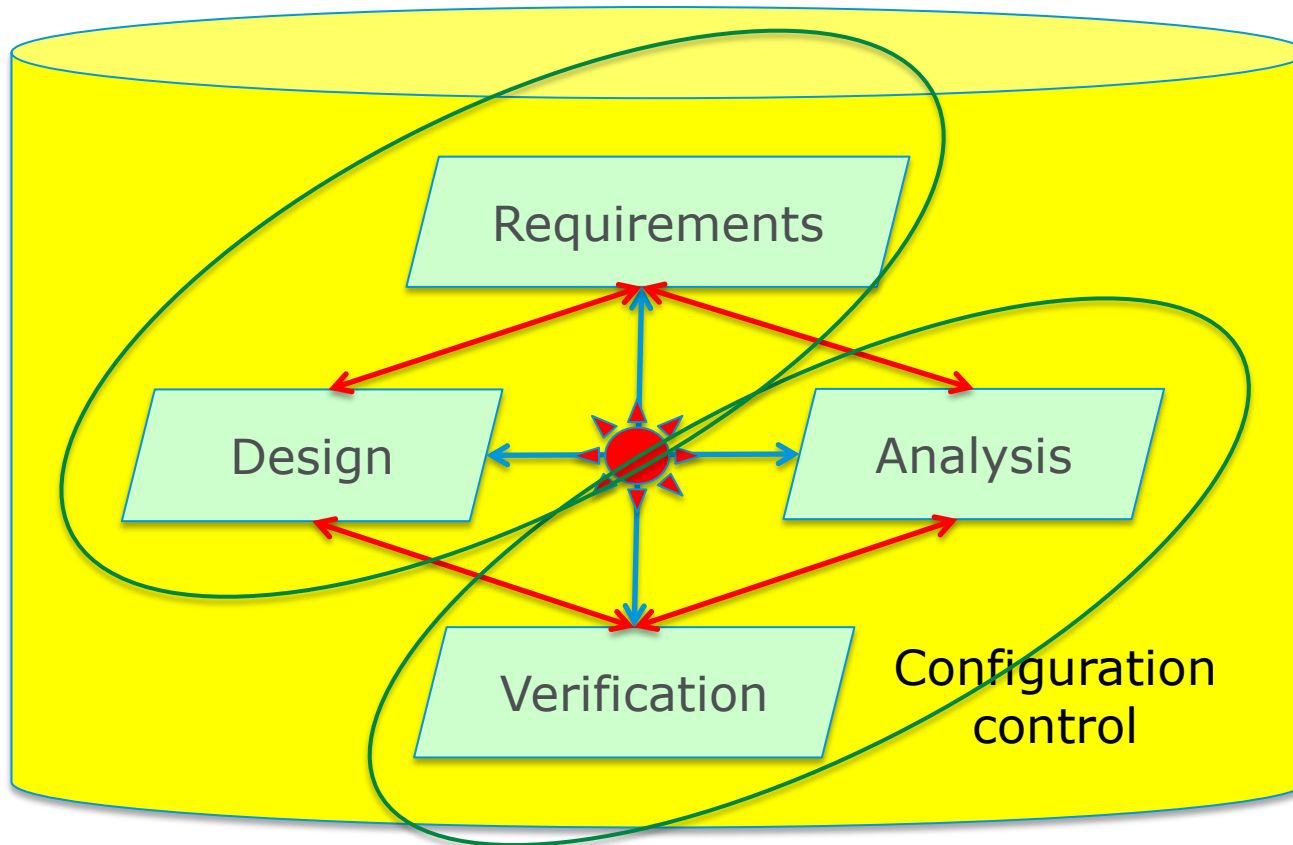 Requirements
Design
Analysis
Verification
Configuration
control